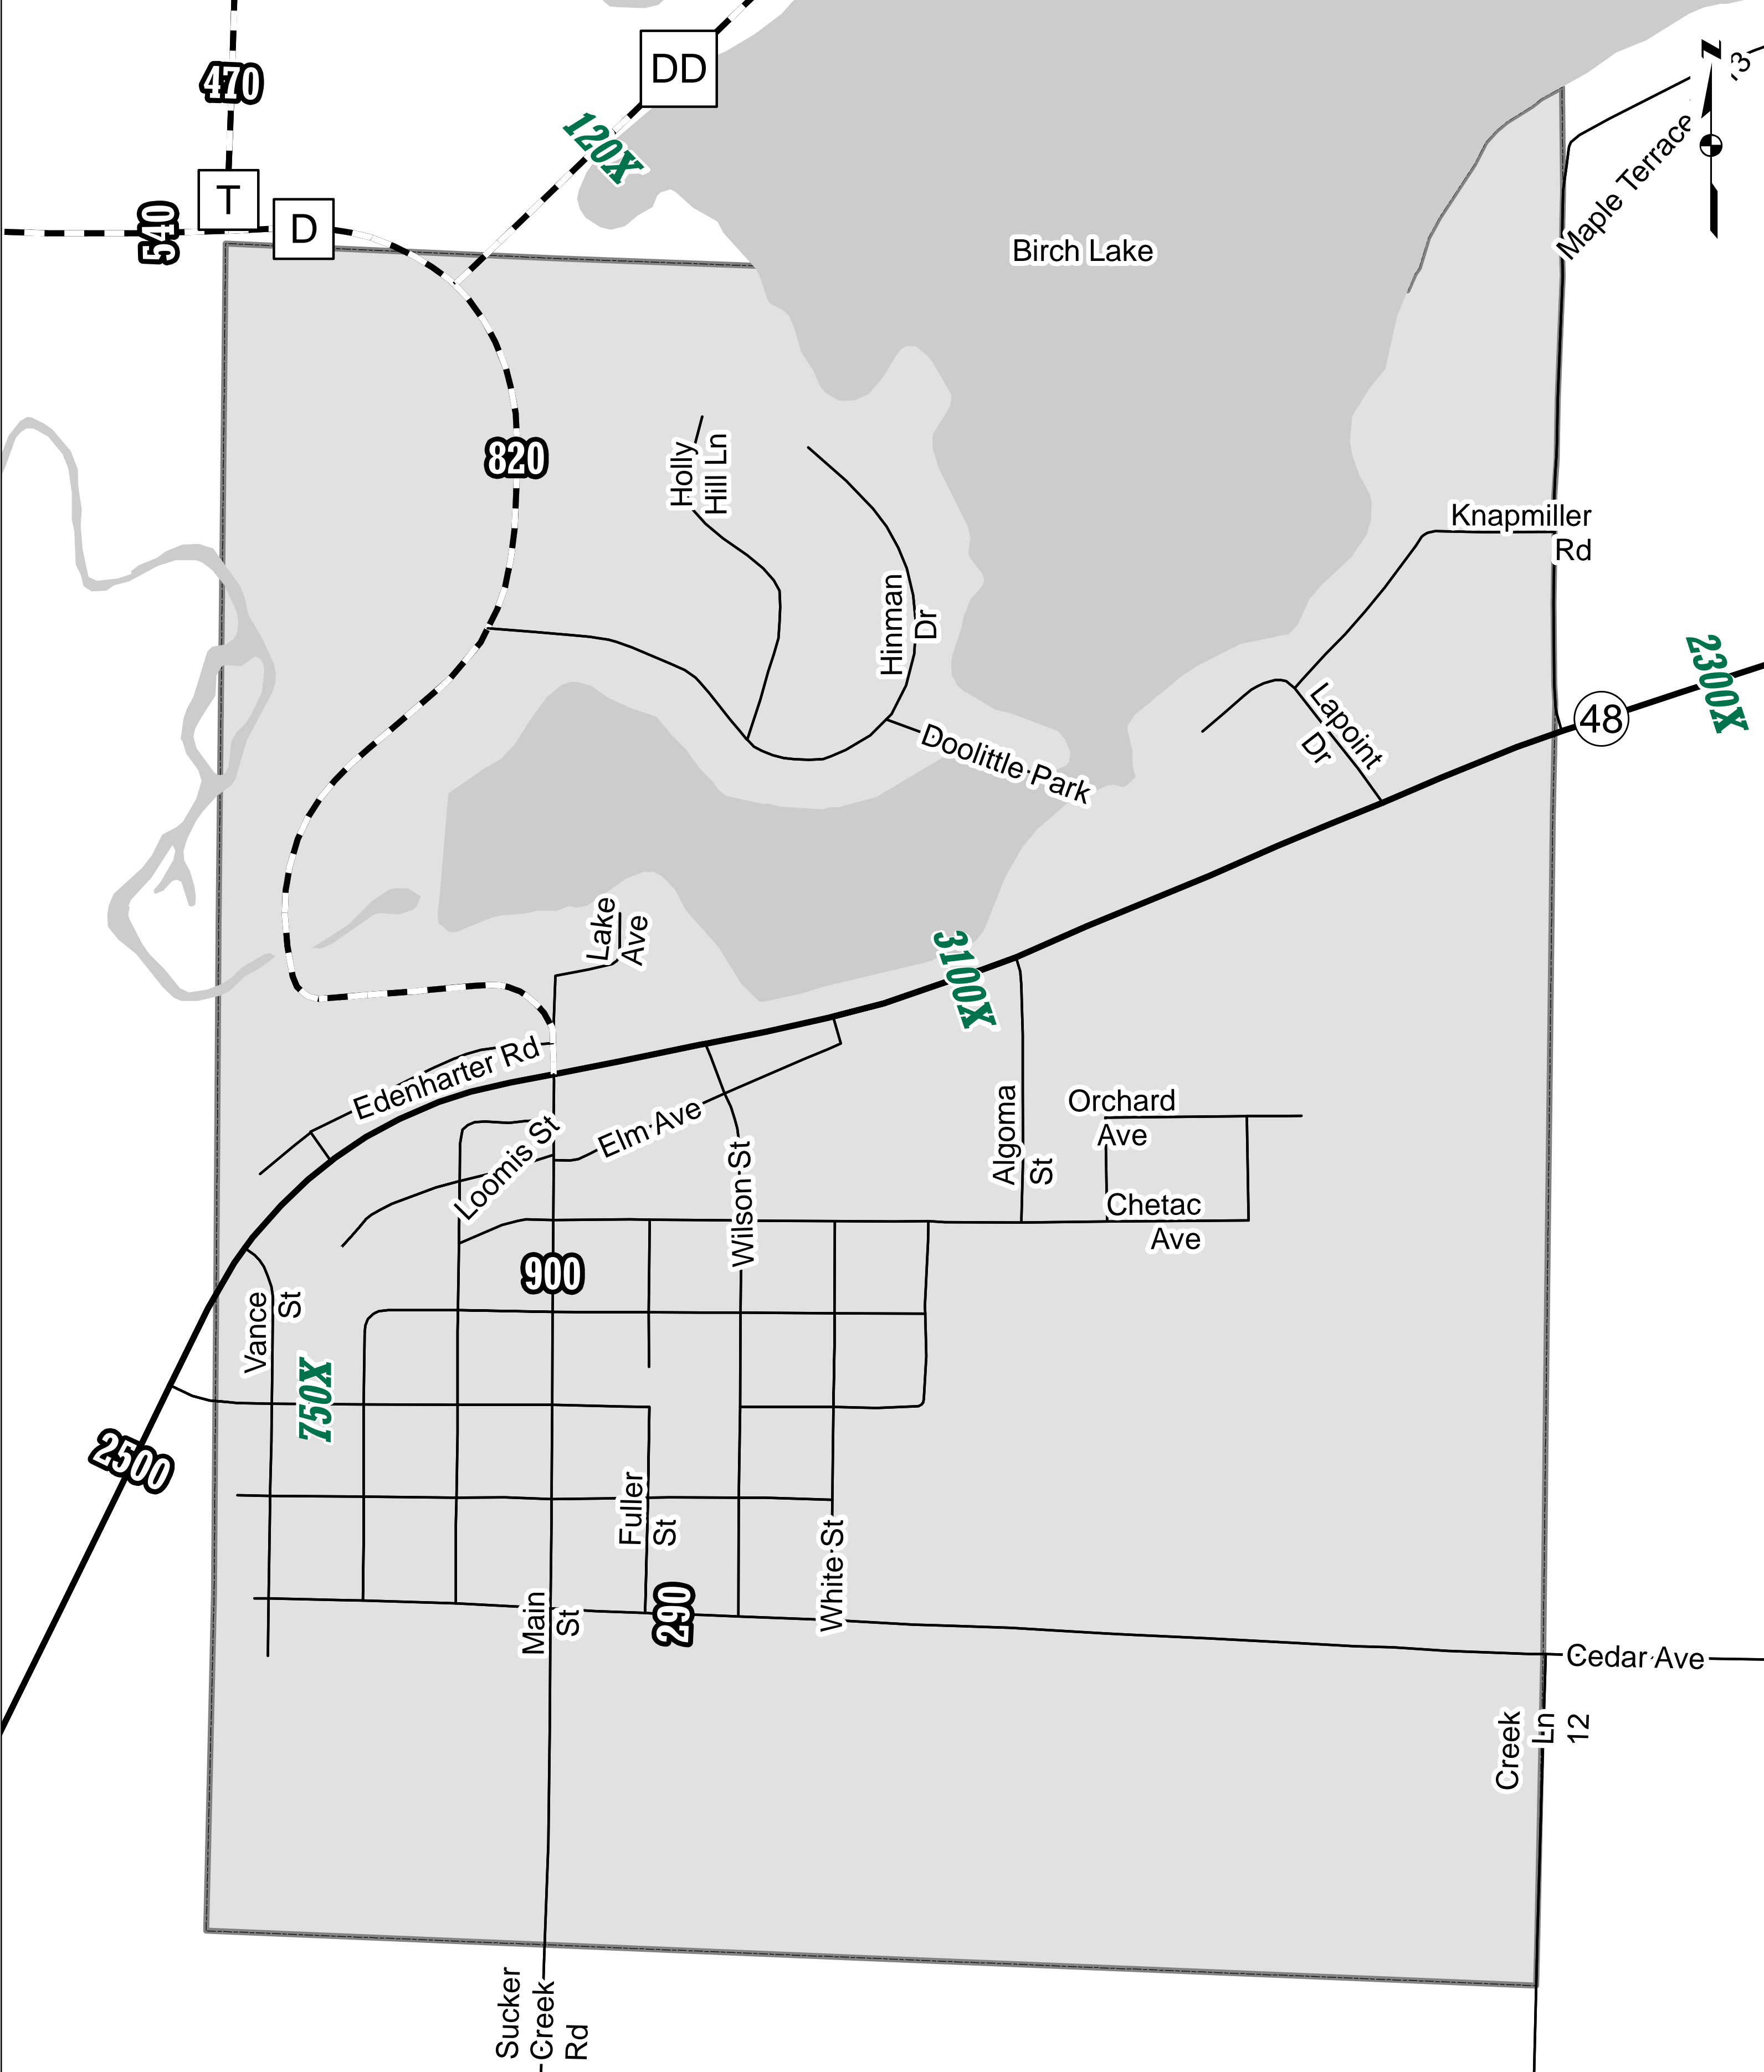 DD
470
120X
T
540
D
N
13
Maple Terrace
Birch Lake
820
Holly
Hill Ln
Hinman
Dr
Knapmiller
Rd
2300X
48
Lapoint
Dr
Doolittle Park
Lake
Ave
3100X
Edenharter Rd
Loomis St
Elm Ave
Wilson St
Algoma
St
Orchard
Ave
Chetac
Ave
900
Vance
St
750X
2500
Fuller
St
White St
290
Main
St
Cedar Ave
Creek
Ln
12
Sucker
Creek
Rd